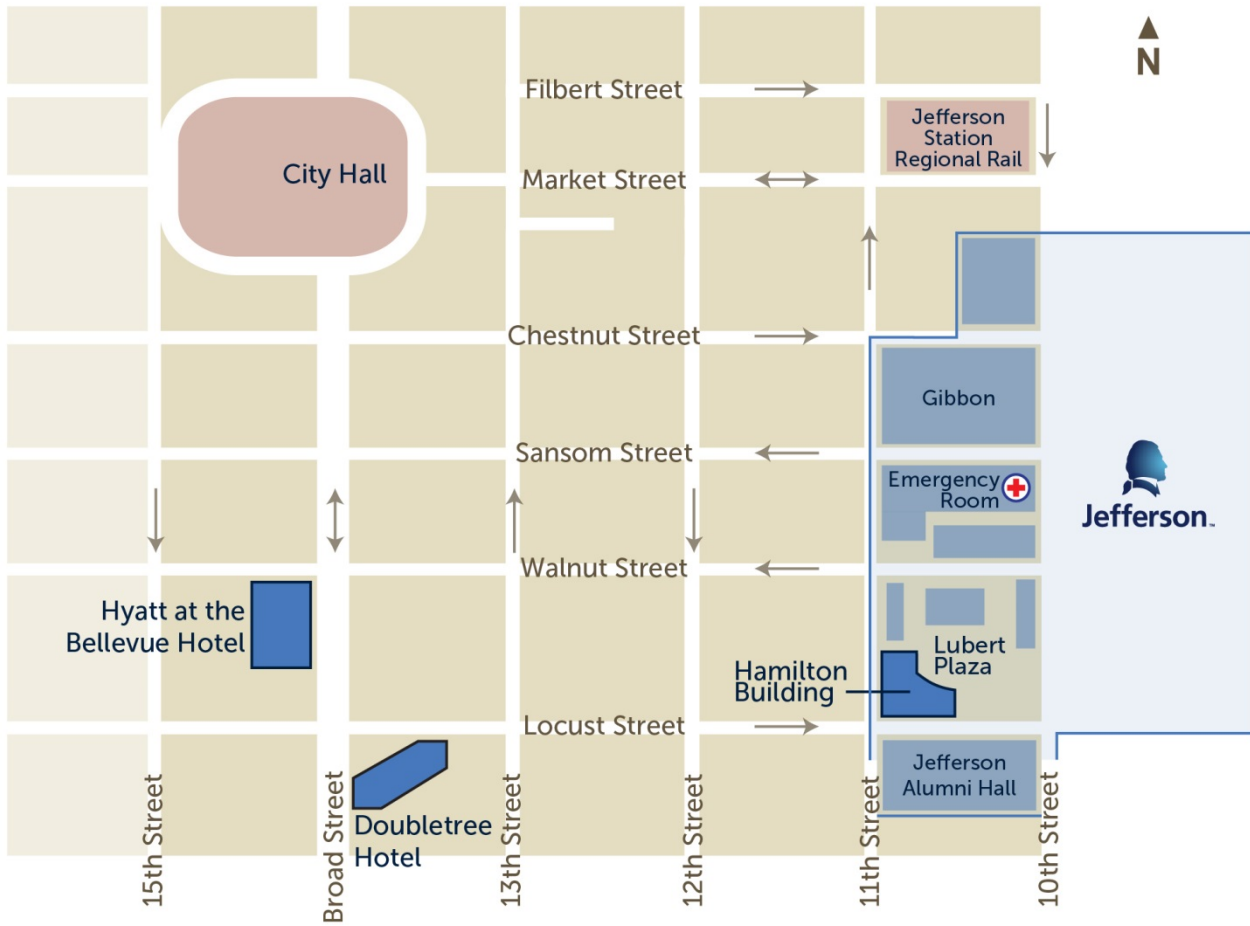 N
Filbert Street
Jefferson
Station
Regional Rail
City Hall
Market Street
Chestnut Street
Gibbon
Sansom Street
Emergency
Room
Jefferson™
Walnut Street
Hyatt at the
Bellevue Hotel
Lubert
Plaza
Hamilton
Building
Locust Street
Jefferson
Alumni Hall
Doubletree
Hotel
15th Street
Broad Street
13th Street
12th Street
11th Street
10th Street